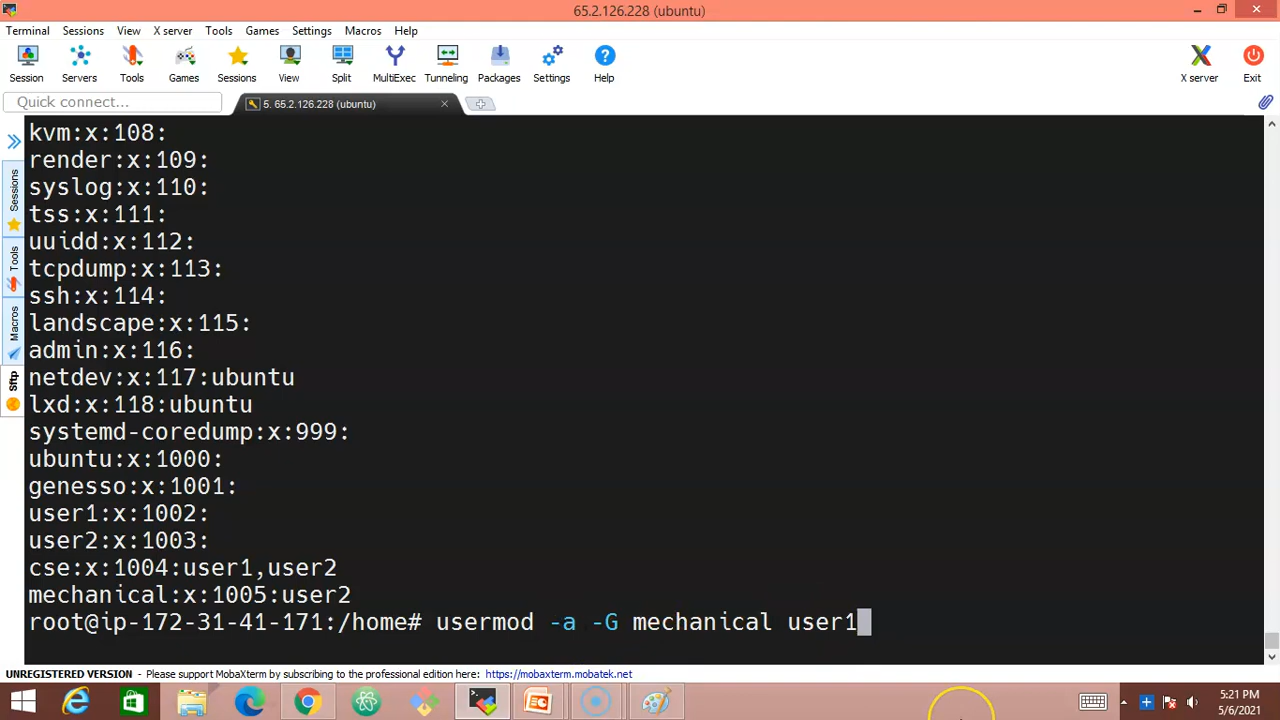 65.2.126.228 (ubuntu)
Terminal Sessions View X server Tools Games Settings Macros Help
Session Servers Tools Games Sessions View Split MultiExec Tunneling Packages Settings Help X server Exit
Quick connect... 5. 65.2.126.228 (ubuntu)
Sessions
Tools
Macros
Sftp
kvm:x:108:
render:x:109:
syslog:x:110:
tss:x:111:
uuidd:x:112:
tcpdump:x:113:
ssh:x:114:
landscape:x:115:
admin:x:116:
netdev:x:117:ubuntu
lxd:x:118:ubuntu
systemd-coredump:x:999:
ubuntu:x:1000:
genesso:x:1001:
user1:x:1002:
user2:x:1003:
cse:x:1004:user1,user2
mechanical:x:1005:user2
root@ip-172-31-41-171:/home# usermod -a -G mechanical user1
UNREGISTERED VERSION - Please support MobaXterm by subscribing to the professional edition here: https://mobaxterm.mobatek.net
5:21 PM
5/6/2021